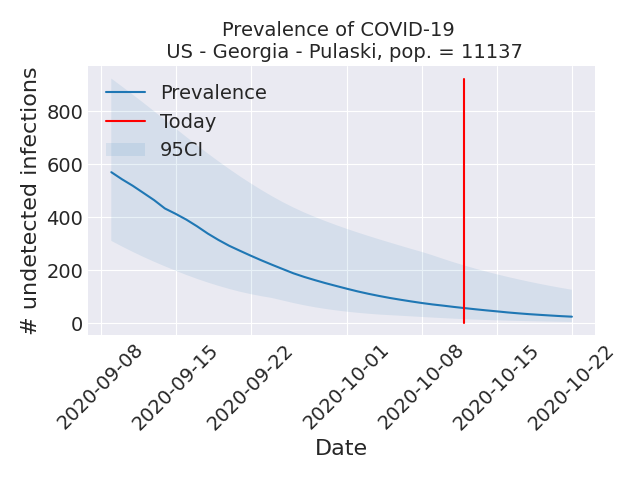 Prevalence of COVID-19
US - Georgia - Pulaski, pop. = 11137
# undetected infections
800
600
400
200
0
Prevalence
Today
95CI
2020-09-08
2020-09-15
2020-09-22
2020-10-01
2020-10-08
2020-10-15
2020-10-22
Date